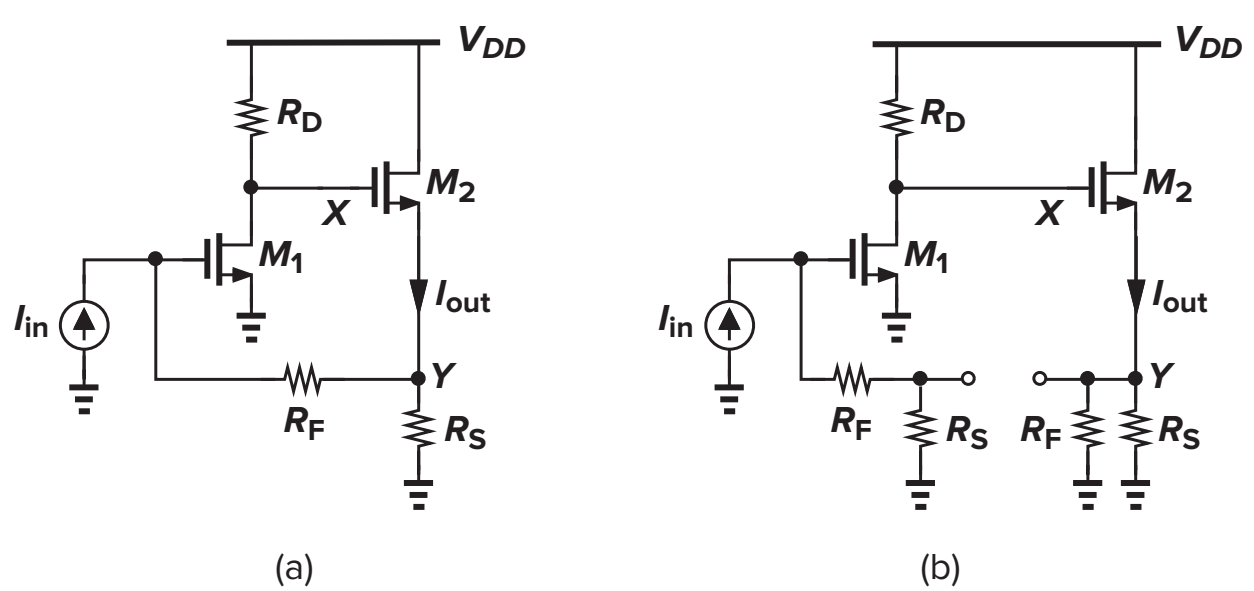 V_DD
R_D
M_2
X
M_1
I_in
I_out
Y
R_F
R_S
(a)
V_DD
R_D
M_2
X
M_1
I_in
I_out
Y
R_F
R_S
R_F
R_S
(b)